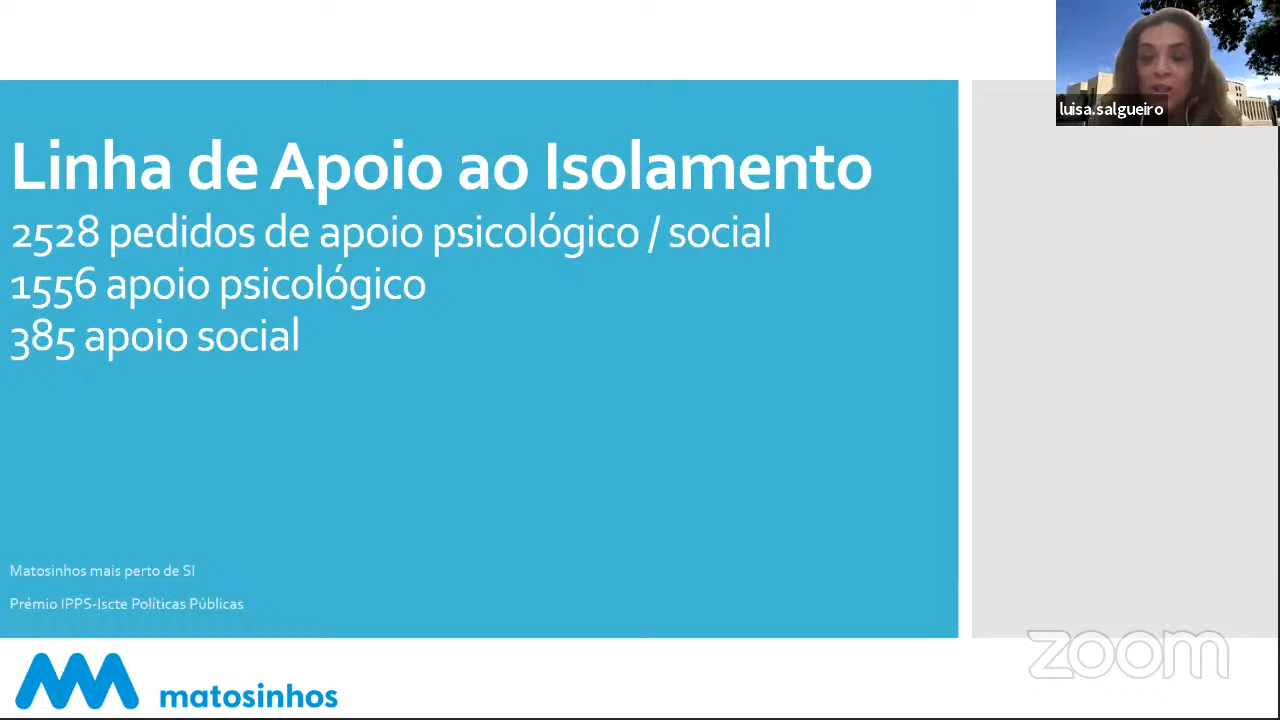 luisa.salgueiro
Linha de Apoio ao Isolamento
2528 pedidos de apoio psicológico / social
1556 apoio psicológico
385 apoio social
Matosinhos mais perto de SI
Prémio IPPS-Iscte Políticas Públicas
matosinhos
zoom